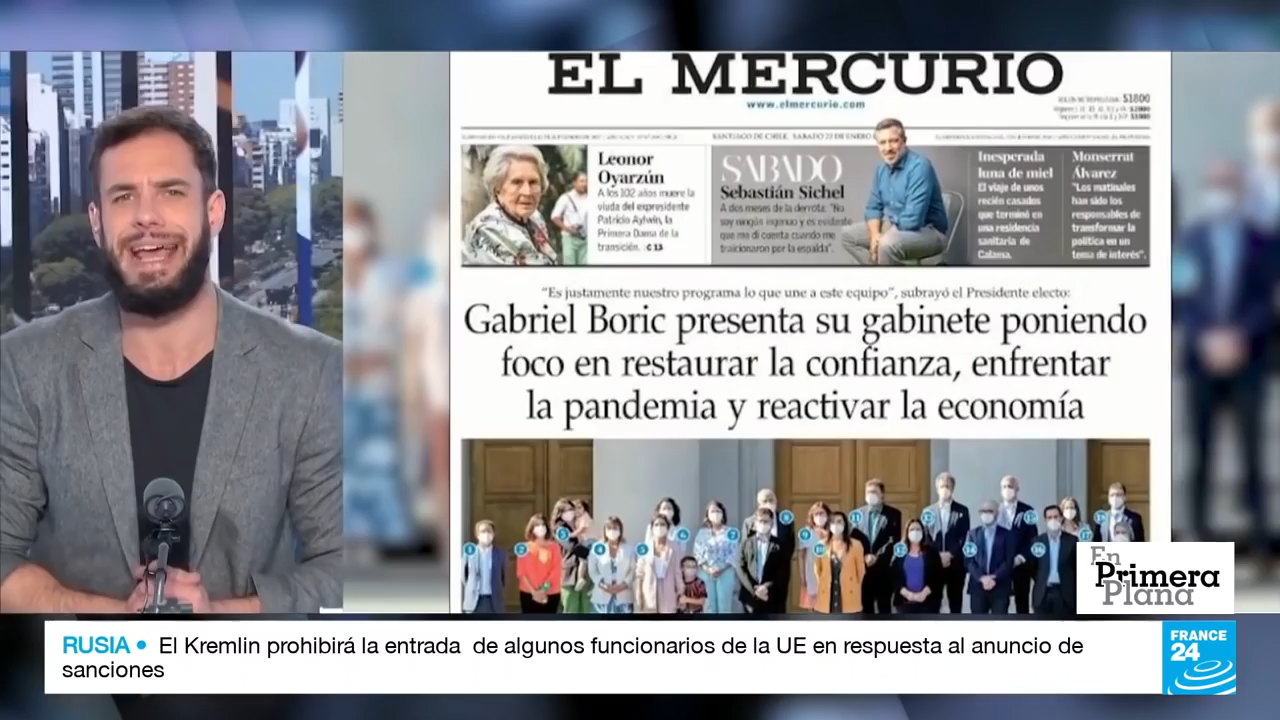 EL MERCURIO
www.elmercurio.com
$1800
SANTIAGO DE CHILE, SÁBADO 22 DE ENERO
Leonor
Oyarzún
A los 102 años muere la
viuda del expresidente
Patricio Aylwin, la
Primera Dama de la
transición. C 13
SÁBADO
Sebastián Sichel
A dos meses de la derrota: "No
soy ningún ingenuo y es evidente
que me di cuenta cuando me
traicionaron por la espalda".
Inesperada
luna de miel
El viaje de unos
recién casados
que terminó en
una residencia
sanitaria de
Calama.
Monserrat
Álvarez
"Los matinales
han sido los
responsables de
transformar la
política en un
tema de interés".
"Es justamente nuestro programa lo que une a este equipo", subrayó el Presidente electo:
Gabriel Boric presenta su gabinete poniendo
foco en restaurar la confianza, enfrentar
la pandemia y reactivar la economía
En
Primera
Plana
RUSIA • El Kremlin prohibirá la entrada de algunos funcionarios de la UE en respuesta al anuncio de
sanciones
FRANCE
24